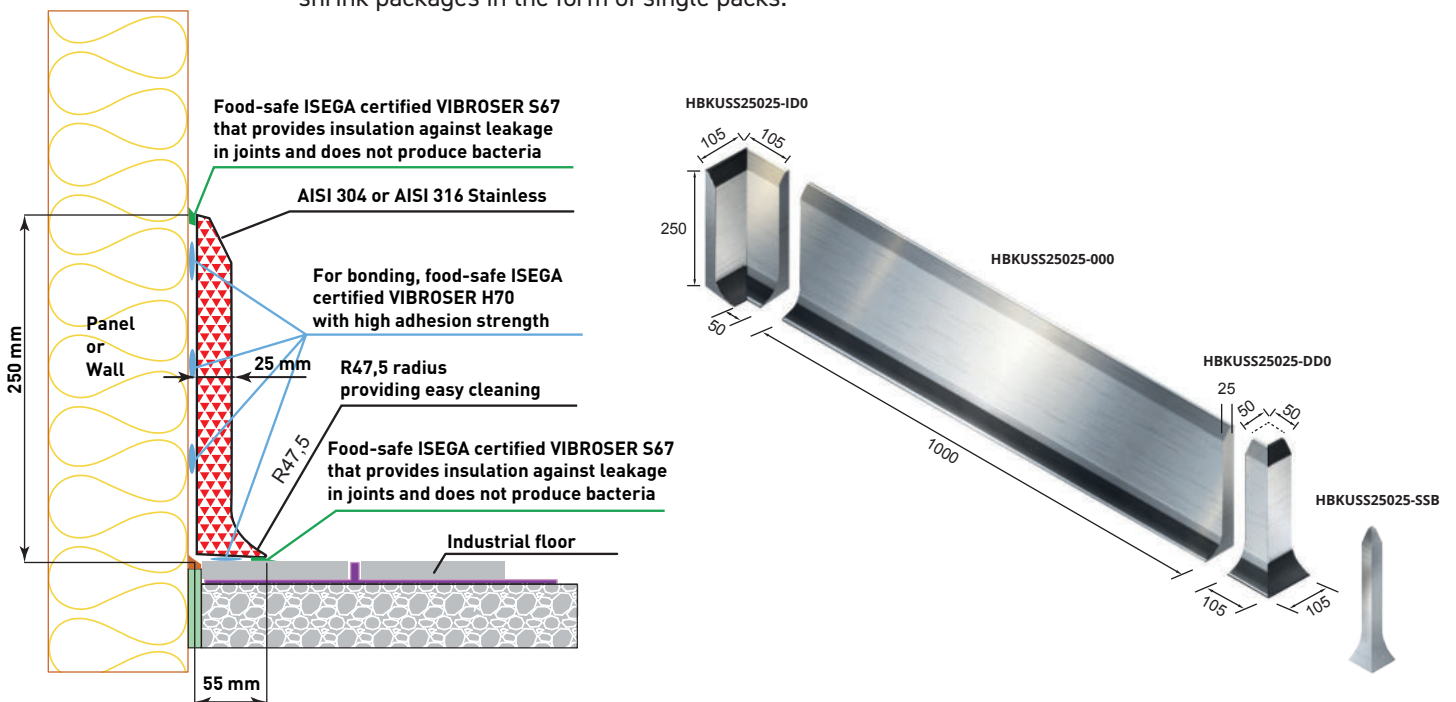 shrink packages in the form of single packs.
Food-safe ISEGA certified VIBROSER S67
that provides insulation against leakage
in joints and does not produce bacteria
AISI 304 or AISI 316 Stainless
For bonding, food-safe ISEGA
certified VIBROSER H70
with high adhesion strength
Panel
or
Wall
250 mm
25 mm
R47,5 radius
providing easy cleaning
R47,5
Food-safe ISEGA certified VIBROSER S67
that provides insulation against leakage
in joints and does not produce bacteria
Industrial floor
55 mm
HBKUSS25025-ID0
105
105
250
50
HBKUSS25025-000
1000
HBKUSS25025-DD0
25
50
50
105
105
HBKUSS25025-SSB